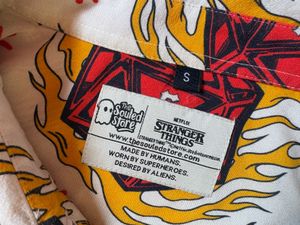 S
The
Souled
Store
NETFLIX
STRANGER
THINGS
www.thesouledstore.com
MADE BY HUMANS.
WORN BY SUPERHEROES.
DESIRED BY ALIENS.